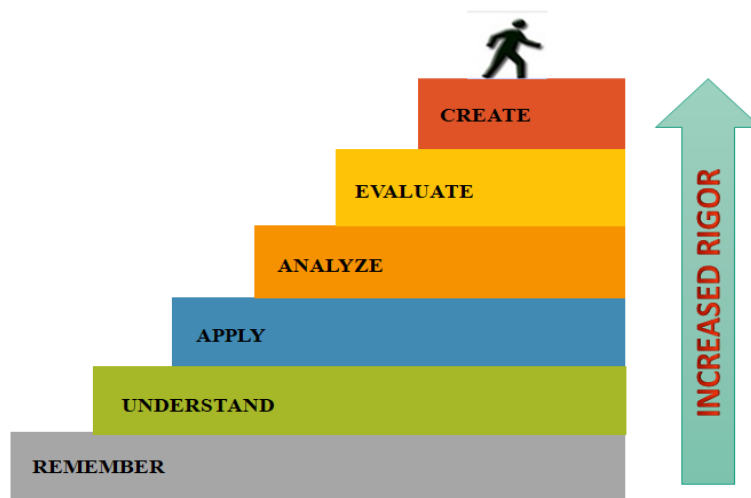 CREATE
EVALUATE
ANALYZE
APPLY
UNDERSTAND
REMEMBER
INCREASED RIGOR